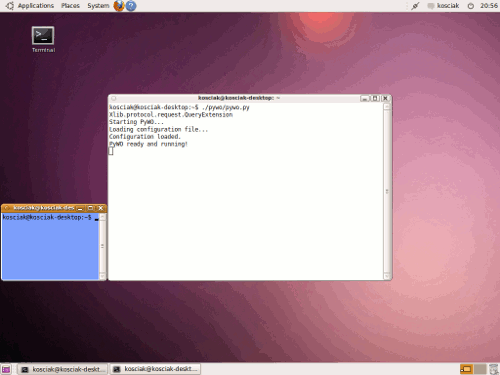 Applications Places System
kosciak
20:56
Terminal
kosciak@kosciak-desktop: ~
kosciak@kosciak-desktop:~$ ./pywo/pywo.py
Xlib.protocol.request.QueryExtension
Starting PyWO...
Loading configuration file...
Configuration loaded.
PyWO ready and running!
kosciak@kosciak-des...
kosciak@kosciak-desktop:~$
kosciak@kosciak-deskt...
kosciak@kosciak-deskt...